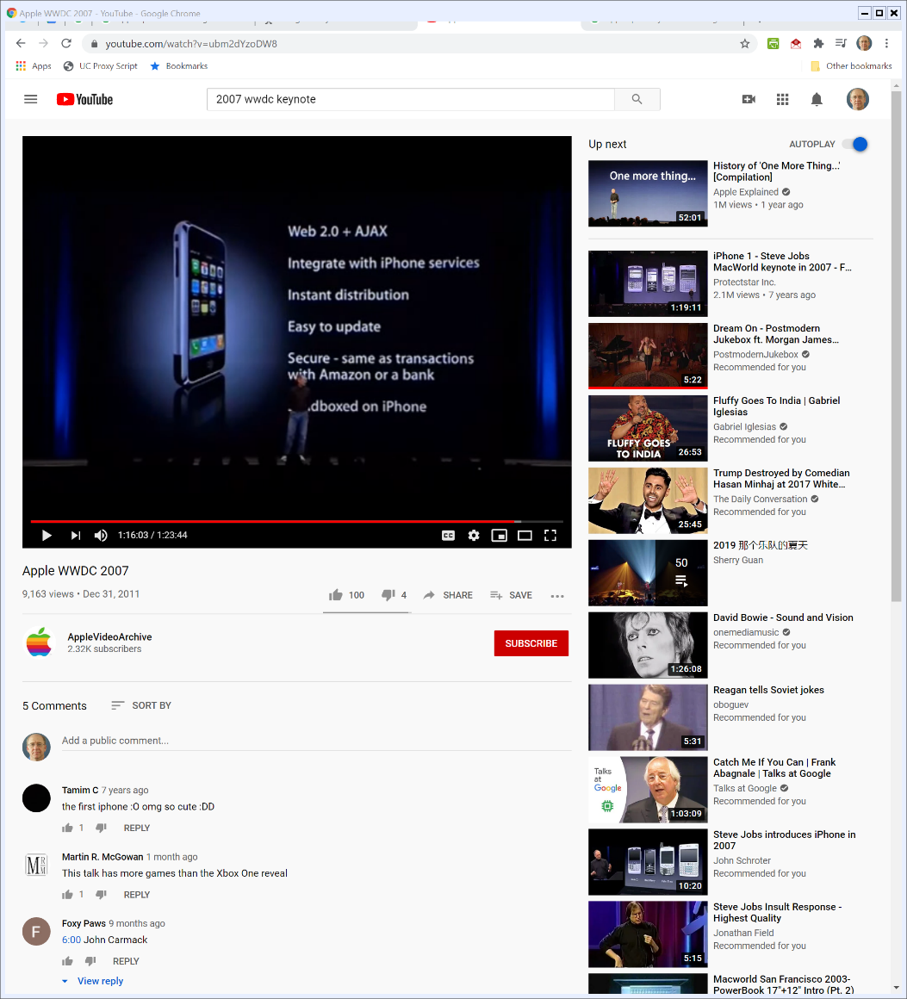 Apple WWDC 2007 - YouTube - Google Chrome
youtube.com/watch?v=ubm2dYzoDW8
Apps UC Proxy Script Bookmarks Other bookmarks
YouTube
2007 wwdc keynote
Web 2.0 + AJAX
Integrate with iPhone services
Instant distribution
Easy to update
Secure - same as transactions
with Amazon or a bank
dboxed on iPhone
1:16:03 / 1:23:44
CC
Apple WWDC 2007
9,163 views • Dec 31, 2011
100 4 SHARE SAVE
AppleVideoArchive
2.32K subscribers
SUBSCRIBE
5 Comments SORT BY
Add a public comment...
Tamim C 7 years ago
the first iphone :O omg so cute :DD
1 REPLY
M R M
Martin R. McGowan 1 month ago
This talk has more games than the Xbox One reveal
1 REPLY
F
Foxy Paws 9 months ago
6:00 John Carmack
REPLY
View reply
Up next AUTOPLAY
One more thing...
52:01
History of 'One More Thing...'
[Compilation]
Apple Explained
1M views • 1 year ago
1:19:11
iPhone 1 - Steve Jobs
MacWorld keynote in 2007 - F...
Protectstar Inc.
2.1M views • 7 years ago
5:22
Dream On - Postmodern
Jukebox ft. Morgan James...
PostmodernJukebox
Recommended for you
FLUFFY GOES
TO INDIA
26:53
Fluffy Goes To India | Gabriel
Iglesias
Gabriel Iglesias
Recommended for you
25:45
Trump Destroyed by Comedian
Hasan Minhaj at 2017 White...
The Daily Conversation
Recommended for you
50
2019 那个乐队的夏天
Sherry Guan
1:26:08
David Bowie - Sound and Vision
onemediamusic
Recommended for you
5:31
Reagan tells Soviet jokes
oboguev
Recommended for you
Talks
at
Google
1:03:09
Catch Me If You Can | Frank
Abagnale | Talks at Google
Talks at Google
Recommended for you
10:20
Steve Jobs introduces iPhone in
2007
John Schroter
Recommended for you
5:15
Steve Jobs Insult Response -
Highest Quality
Jonathan Field
Recommended for you
Macworld San Francisco 2003-
PowerBook 17"+12" Intro (Pt. 2)